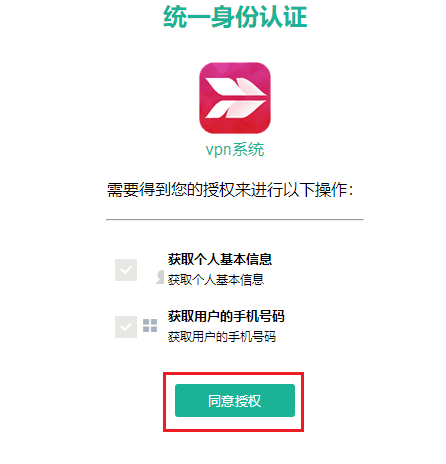 统一身份认证
vpn系统
需要得到您的授权来进行以下操作：
获取个人基本信息
获取个人基本信息
获取用户的手机号码
获取用户的手机号码
同意授权